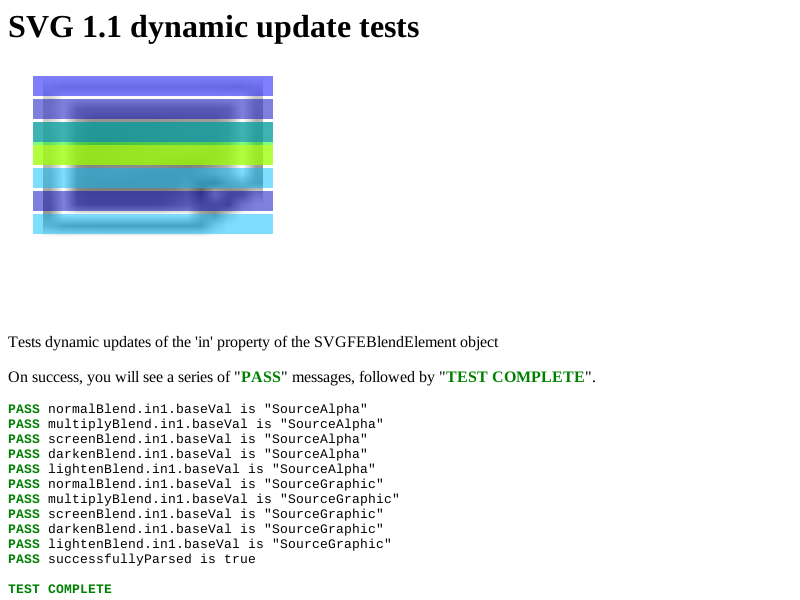 SVG 1.1 dynamic update tests
Tests dynamic updates of the 'in' property of the SVGFEBlendElement object
On success, you will see a series of "PASS" messages, followed by "TEST COMPLETE".
PASS normalBlend.in1.baseVal is "SourceAlpha"
PASS multiplyBlend.in1.baseVal is "SourceAlpha"
PASS screenBlend.in1.baseVal is "SourceAlpha"
PASS darkenBlend.in1.baseVal is "SourceAlpha"
PASS lightenBlend.in1.baseVal is "SourceAlpha"
PASS normalBlend.in1.baseVal is "SourceGraphic"
PASS multiplyBlend.in1.baseVal is "SourceGraphic"
PASS screenBlend.in1.baseVal is "SourceGraphic"
PASS darkenBlend.in1.baseVal is "SourceGraphic"
PASS lightenBlend.in1.baseVal is "SourceGraphic"
PASS successfullyParsed is true
TEST COMPLETE